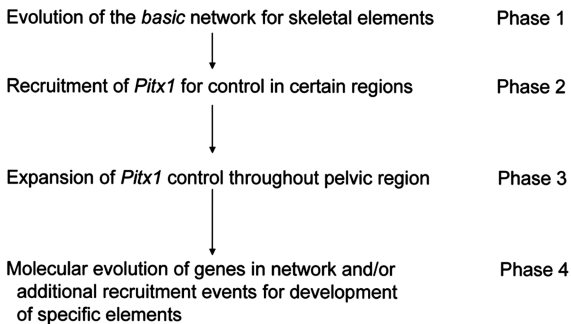 Evolution of the basic network for skeletal elements Phase 1
Recruitment of Pitx1 for control in certain regions Phase 2
Expansion of Pitx1 control throughout pelvic region Phase 3
Molecular evolution of genes in network and/or Phase 4
additional recruitment events for development
of specific elements